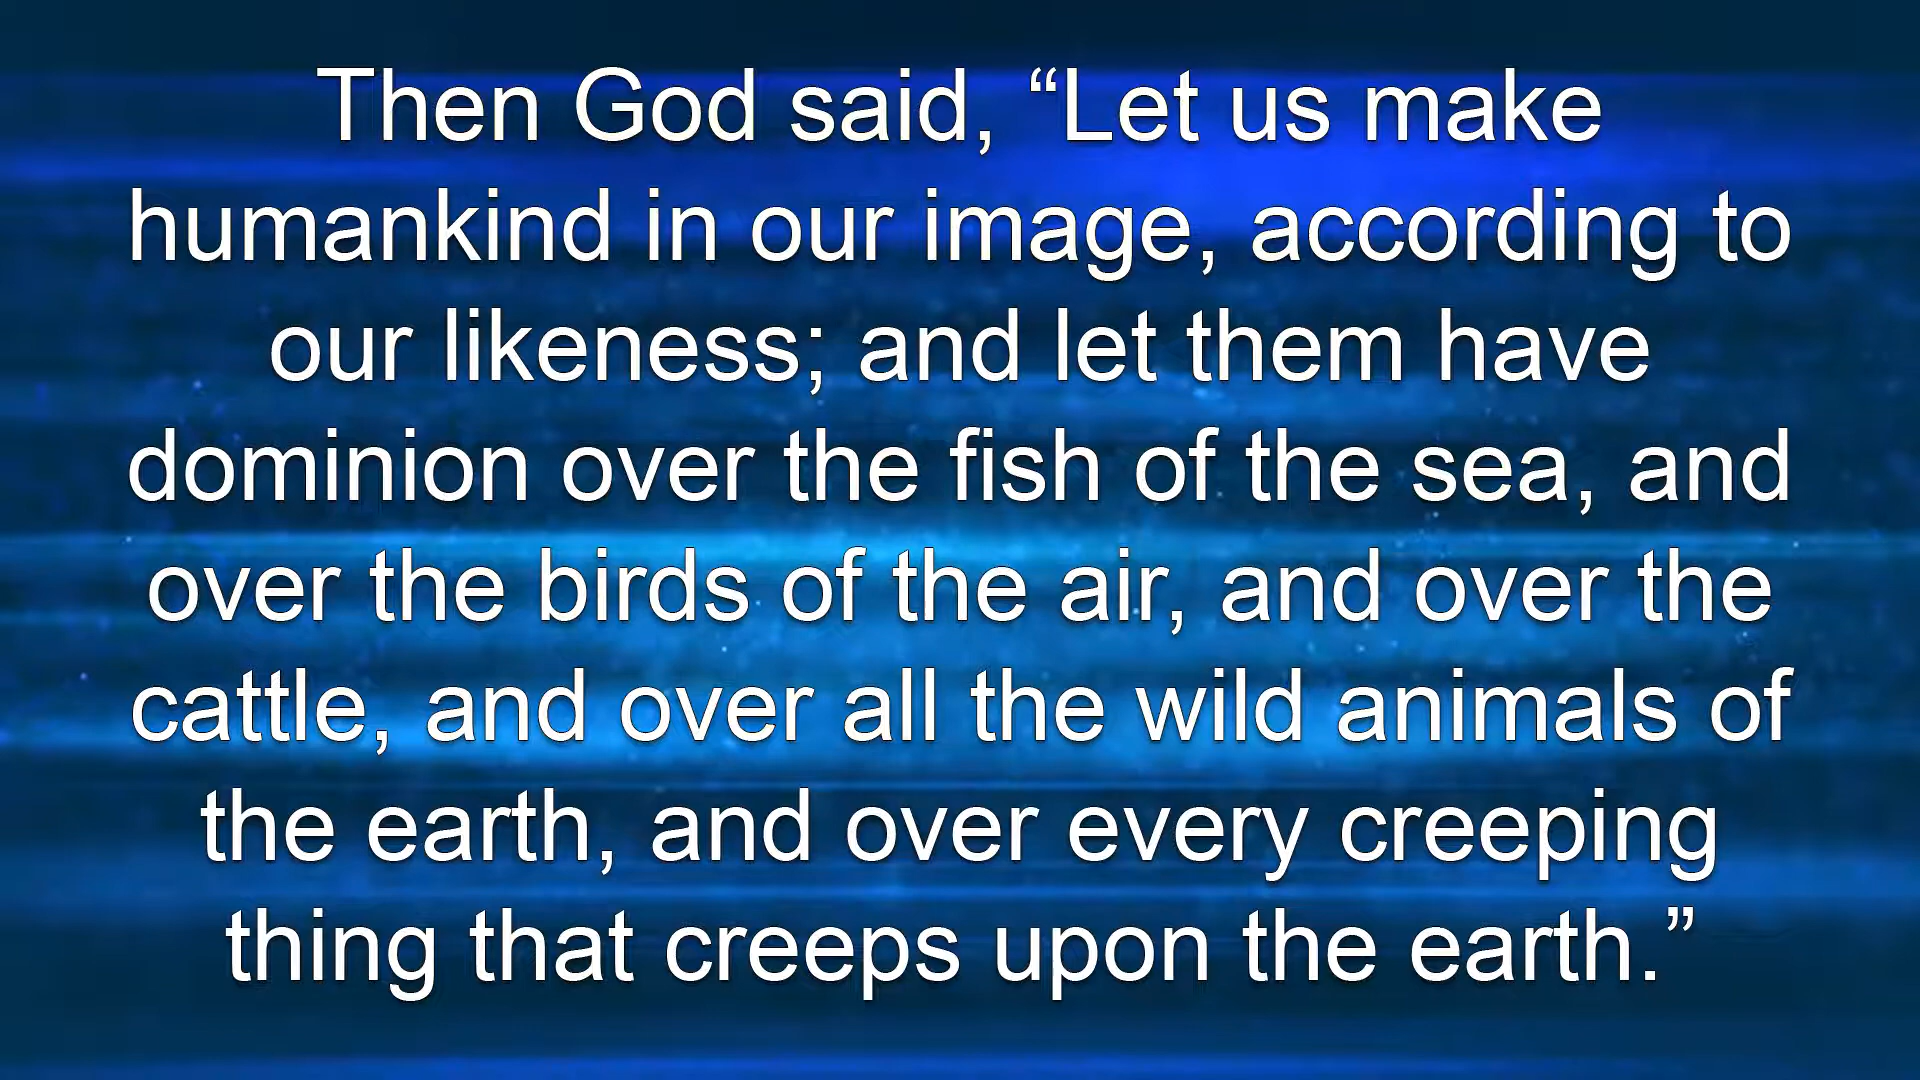 Then God said, “Let us make
humankind in our image, according to
our likeness; and let them have
dominion over the fish of the sea, and
over the birds of the air, and over the
cattle, and over all the wild animals of
the earth, and over every creeping
thing that creeps upon the earth.”